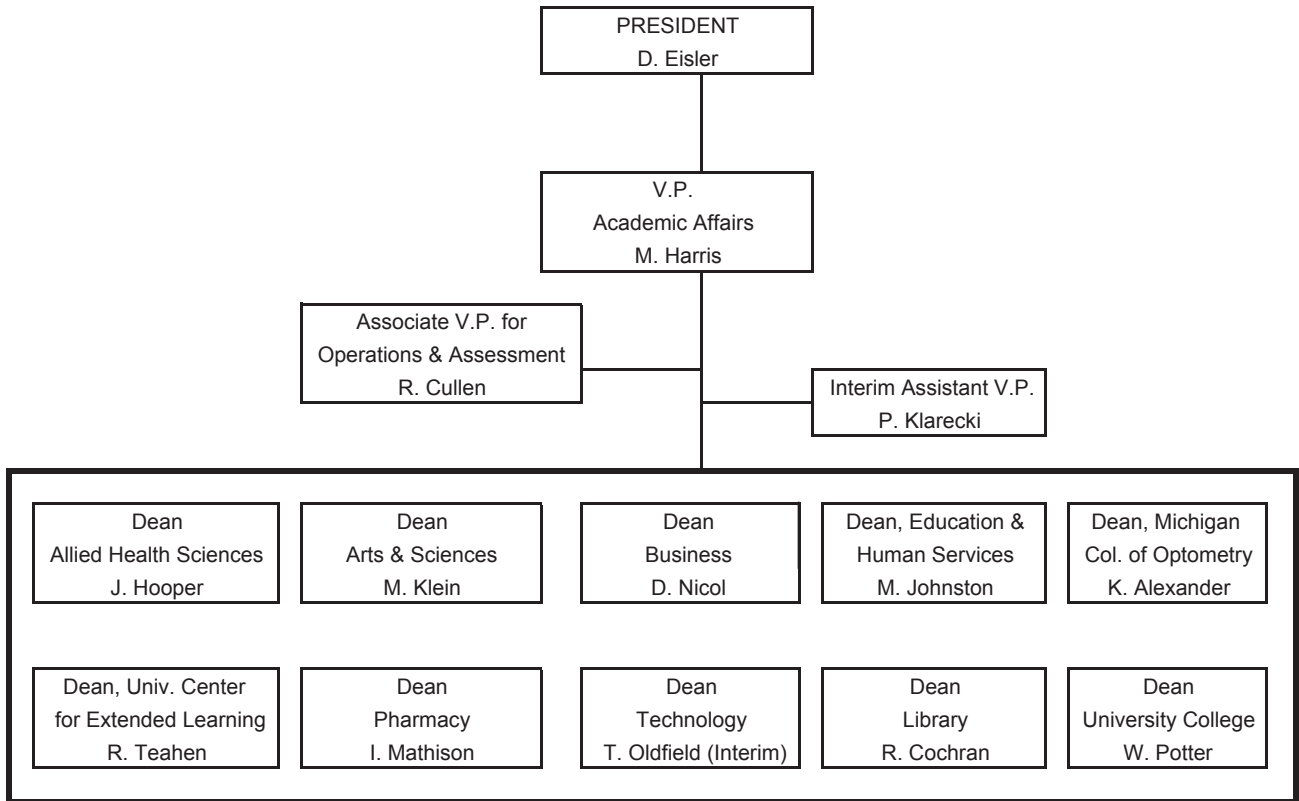 PRESIDENT
D. Eisler
V.P.
Academic Affairs
M. Harris
Associate V.P. for
Operations & Assessment
R. Cullen
Interim Assistant V.P.
P. Klarecki
Dean
Allied Health Sciences
J. Hooper
Dean
Arts & Sciences
M. Klein
Dean
Business
D. Nicol
Dean, Education &
Human Services
M. Johnston
Dean, Michigan
Col. of Optometry
K. Alexander
Dean, Univ. Center
for Extended Learning
R. Teahen
Dean
Pharmacy
I. Mathison
Dean
Technology
T. Oldfield (Interim)
Dean
Library
R. Cochran
Dean
University College
W. Potter